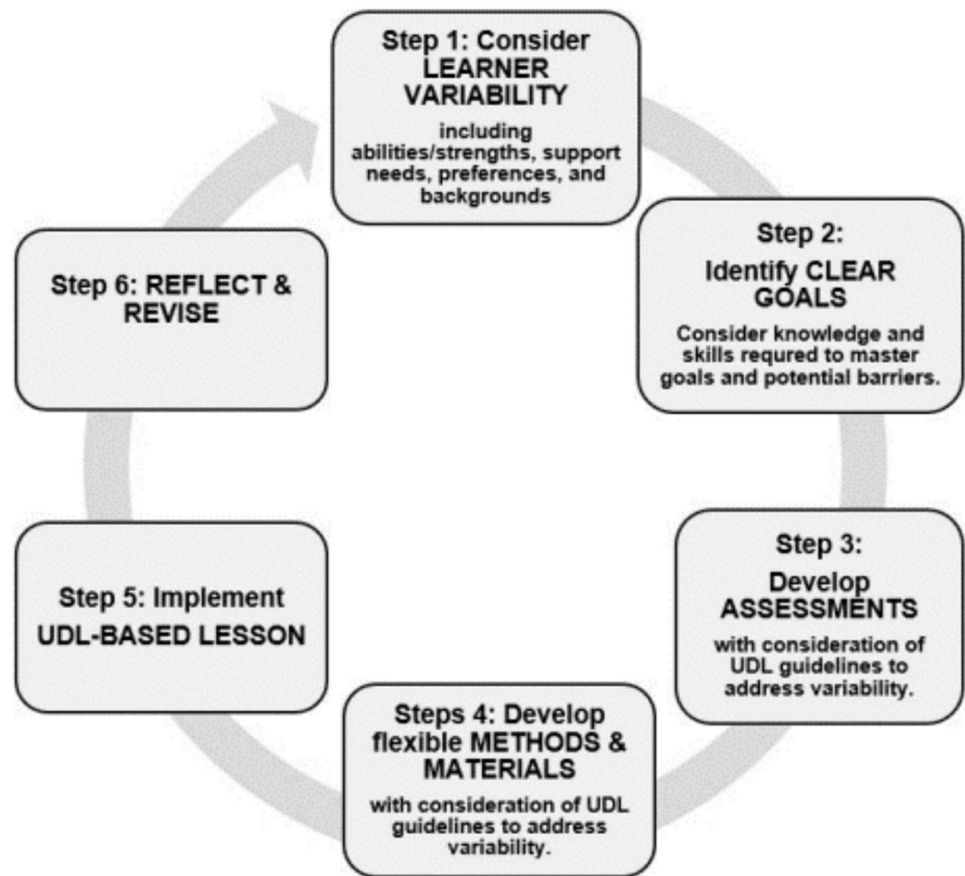 Step 1: Consider
LEARNER
VARIABILITY
including
abilities/strengths, support
needs, preferences, and
backgrounds
Step 2:
Identify CLEAR
GOALS
Consider knowledge and
skills requred to master
goals and potential barriers.
Step 3:
Develop
ASSESSMENTS
with consideration of
UDL guidelines to
address variability.
Steps 4: Develop
flexible METHODS &
MATERIALS
with consideration of UDL
guidelines to address
variability.
Step 5: Implement
UDL-BASED LESSON
Step 6: REFLECT &
REVISE